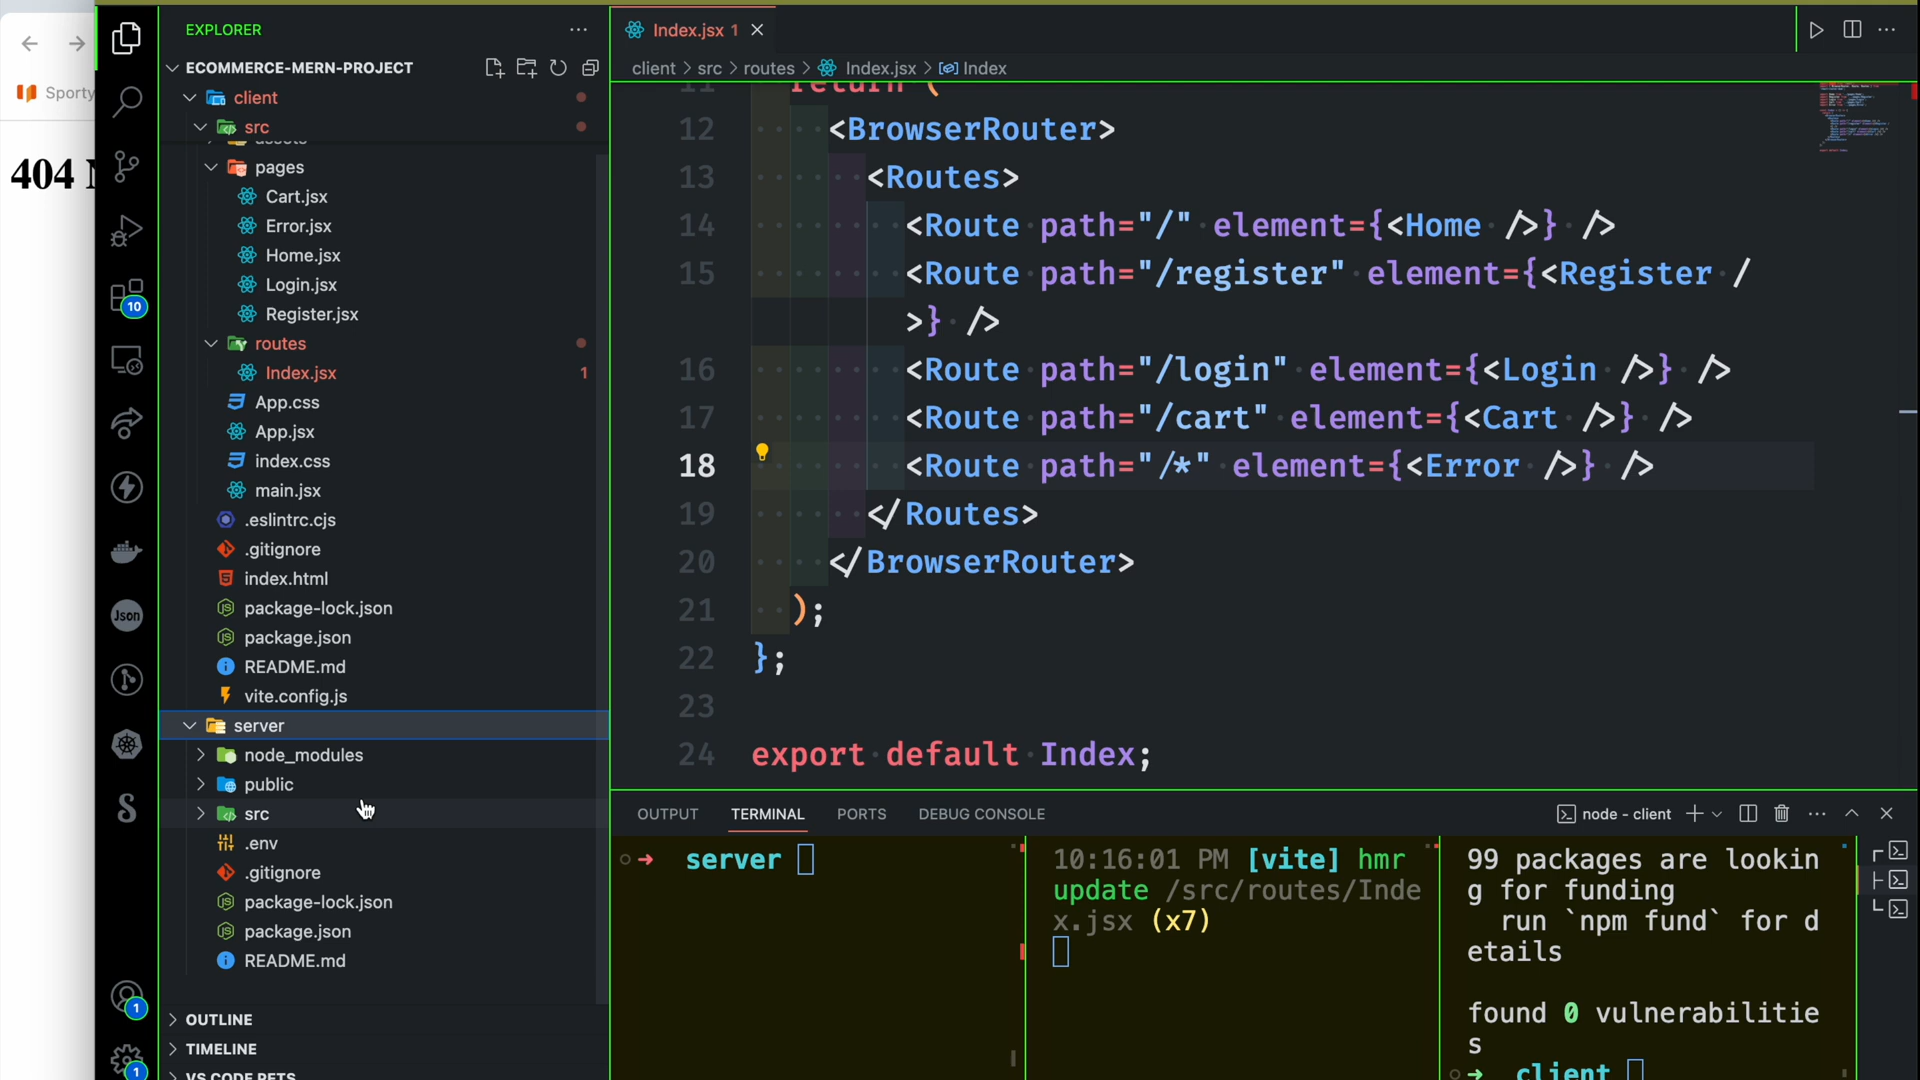 Sporty
404
EXPLORER
ECOMMERCE-MERN-PROJECT
client
src
assets
pages
Cart.jsx
Error.jsx
Home.jsx
Login.jsx
Register.jsx
routes
Index.jsx 1
App.css
App.jsx
index.css
main.jsx
.eslintrc.cjs
.gitignore
index.html
package-lock.json
package.json
README.md
vite.config.js
server
node_modules
public
src
.env
.gitignore
package-lock.json
package.json
README.md
OUTLINE
TIMELINE
VS CODE PETS
10
Json
1
1
Index.jsx 1
client > src > routes > Index.jsx > Index
11 return (
12 <BrowserRouter>
13 <Routes>
14 <Route path="/" element={<Home />} />
15 <Route path="/register" element={<Register /
>} />
16 <Route path="/login" element={<Login />} />
17 <Route path="/cart" element={<Cart />} />
18 <Route path="/*" element={<Error />} />
19 </Routes>
20 </BrowserRouter>
21 );
22 };
23
24 export default Index;
OUTPUT TERMINAL PORTS DEBUG CONSOLE node - client
➜ server
10:16:01 PM [vite] hmr
update /src/routes/Inde
x.jsx (x7)
99 packages are lookin
g for funding
run `npm fund` for d
etails
found 0 vulnerabilitie
s
➜ client